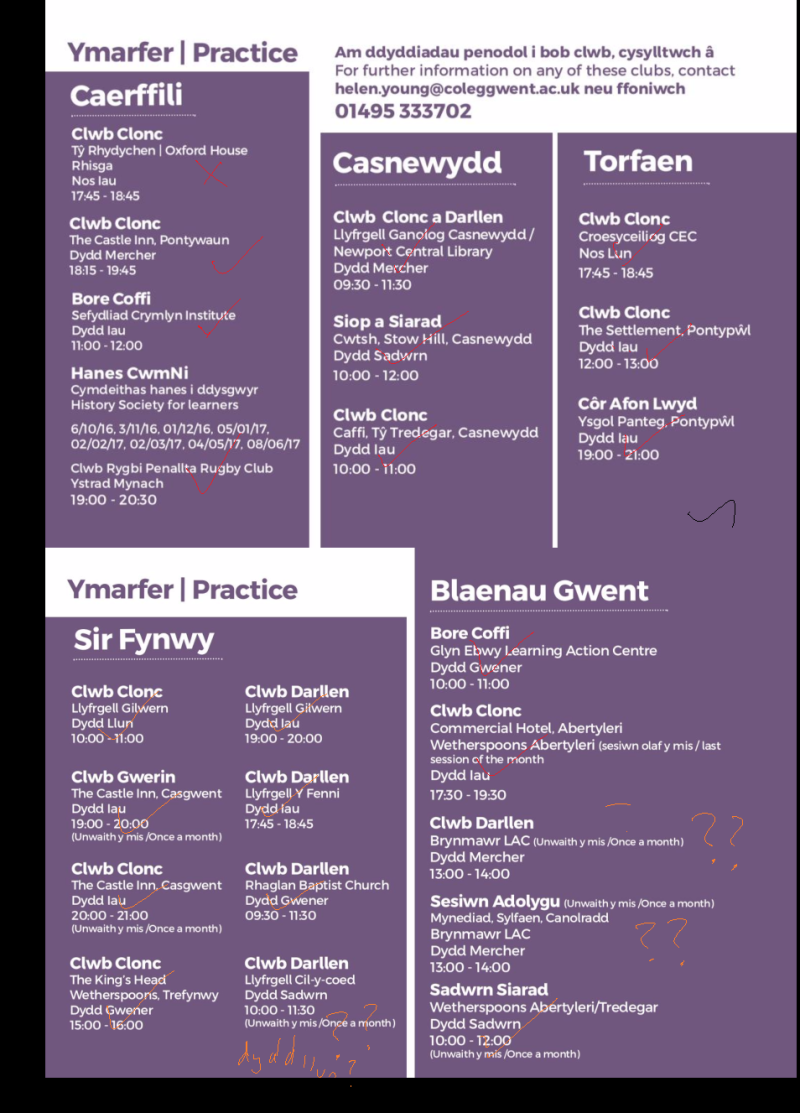 Ymarfer | Practice
Am ddyddiadau penodol i bob clwb, cysylltwch â
For further information on any of these clubs, contact
helen.young@coleggwent.ac.uk neu ffoniwch
01495 333702
Caerffili
Clwb Clonc
Tŷ Rhydychen | Oxford House
Rhisga
Nos Iau
17:45 - 18:45
Clwb Clonc
The Castle Inn, Pontywaun
Dydd Mercher
18:15 - 19:45
Bore Coffi
Sefydliad Crymlyn Institute
Dydd Iau
11:00 - 12:00
Hanes CwmNi
Cymdeithas hanes i ddysgwyr
History Society for learners
6/10/16, 3/11/16, 01/12/16, 05/01/17,
02/02/17, 02/03/17, 04/05/17, 08/06/17
Clwb Rygbi Penallta Rugby Club
Ystrad Mynach
19:00 - 20:30
Casnewydd
Clwb Clonc a Darllen
Llyfrgell Ganolog Casnewydd /
Newport Central Library
Dydd Mercher
09:30 - 11:30
Siop a Siarad
Cwtsh, Stow Hill, Casnewydd
Dydd Sadwrn
10:00 - 12:00
Clwb Clonc
Caffi, Tŷ Tredegar, Casnewydd
Dydd Iau
10:00 - 11:00
Torfaen
Clwb Clonc
Croesyceiliog CEC
Nos Lun
17:45 - 18:45
Clwb Clonc
The Settlement, Pontypŵl
Dydd Iau
12:00 - 13:00
Côr Afon Lwyd
Ysgol Panteg, Pontypŵl
Dydd Iau
19:00 - 21:00
Ymarfer | Practice
Sir Fynwy
Clwb Clonc
Llyfrgell Gilwern
Dydd Llun
10:00 - 11:00
Clwb Gwerin
The Castle Inn, Casgwent
Dydd Iau
19:00 - 20:00
(Unwaith y mis /Once a month)
Clwb Clonc
The Castle Inn, Casgwent
Dydd Iau
20:00 - 21:00
(Unwaith y mis /Once a month)
Clwb Clonc
The King's Head
Wetherspoons, Trefynwy
Dydd Gwener
15:00 - 16:00
Clwb Darllen
Llyfrgell Gilwern
Dydd Iau
19:00 - 20:00
Clwb Darllen
Llyfrgell Y Fenni
Dydd Iau
17:45 - 18:45
Clwb Darllen
Rhaglan Baptist Church
Dydd Gwener
09:30 - 11:30
Clwb Darllen
Llyfrgell Cil-y-coed
Dydd Sadwrn
10:00 - 11:30
(Unwaith y mis /Once a month)
??
Blaenau Gwent
Bore Coffi
Glyn Ebwy Learning Action Centre
Dydd Gwener
10:00 - 11:00
Clwb Clonc
Commercial Hotel, Abertyleri
Wetherspoons Abertyleri (sesiwn olaf y mis / last
session of the month
Dydd Iau
17:30 - 19:30
Clwb Darllen
Brynmawr LAC (Unwaith y mis /Once a month)
Dydd Mercher
13:00 - 14:00
??
Sesiwn Adolygu (Unwaith y mis /Once a month)
Mynediad, Sylfaen, Canolradd
Brynmawr LAC
Dydd Mercher
13:00 - 14:00
??
Sadwrn Siarad
Wetherspoons Abertyleri/Tredegar
Dydd Sadwrn
10:00 - 12:00
(Unwaith y mis /Once a month)